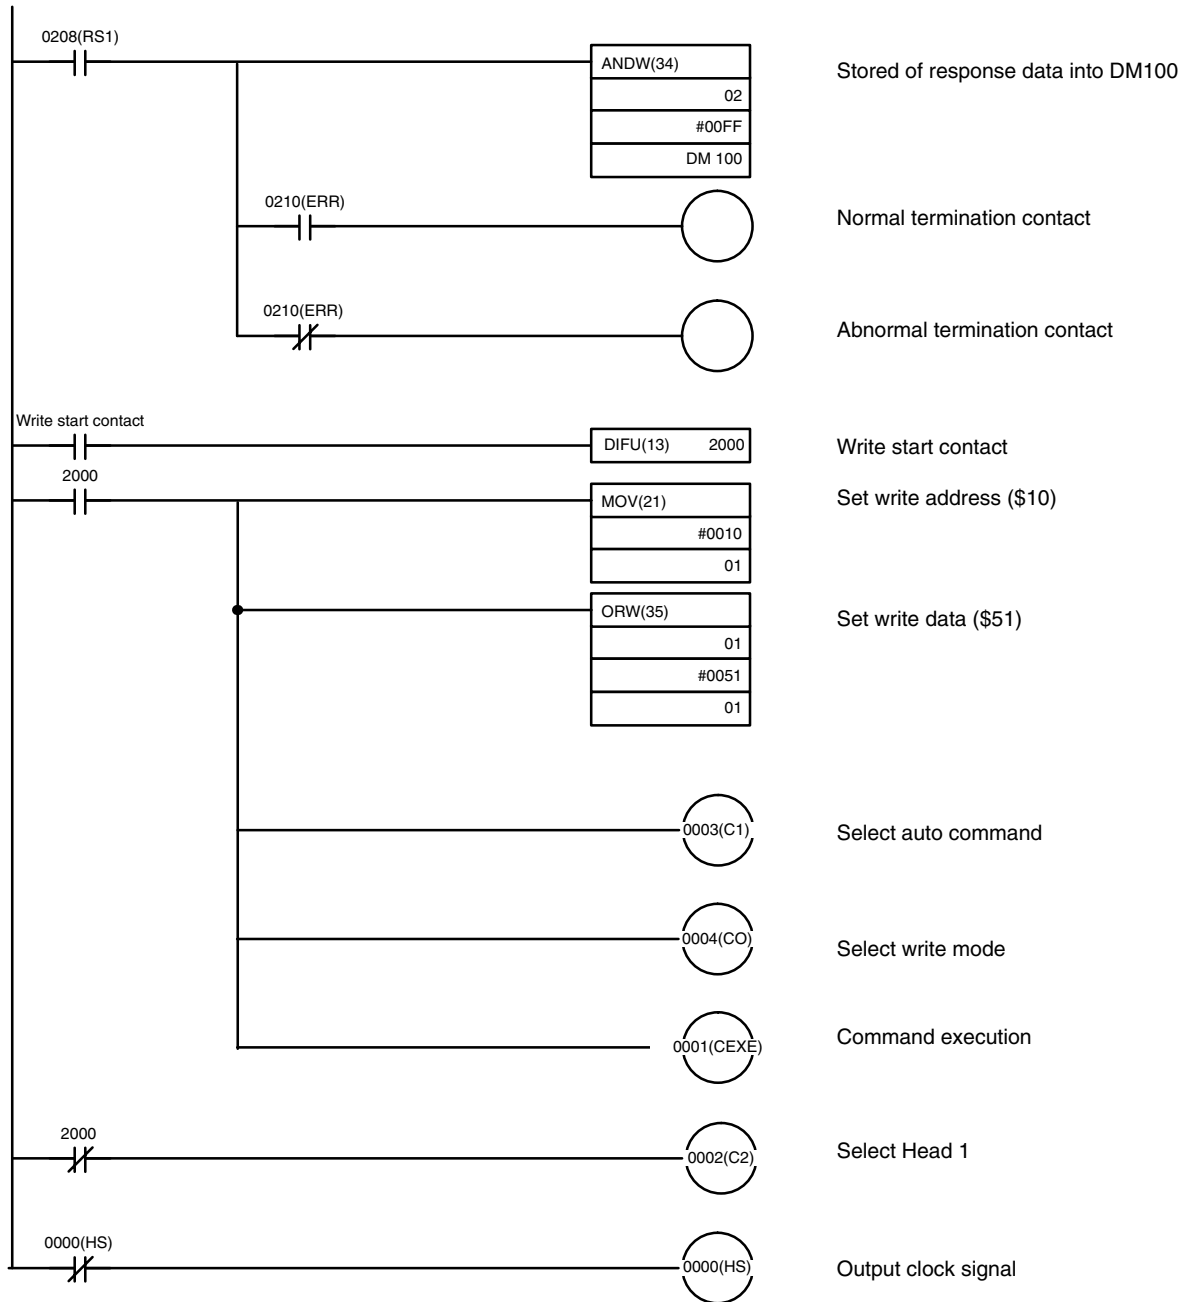 0208(RS1)
ANDW(34)
Stored of response data into DM100
02
#00FF
DM 100
0210(ERR)
Normal termination contact
0210(ERR)
Abnormal termination contact
Write start contact
DIFU(13) 2000
Write start contact
2000
MOV(21)
Set write address ($10)
#0010
01
ORW(35)
Set write data ($51)
01
#0051
01
0003(C1)
Select auto command
0004(CO)
Select write mode
0001(CEXE)
Command execution
2000
0002(C2)
Select Head 1
0000(HS)
0000(HS)
Output clock signal